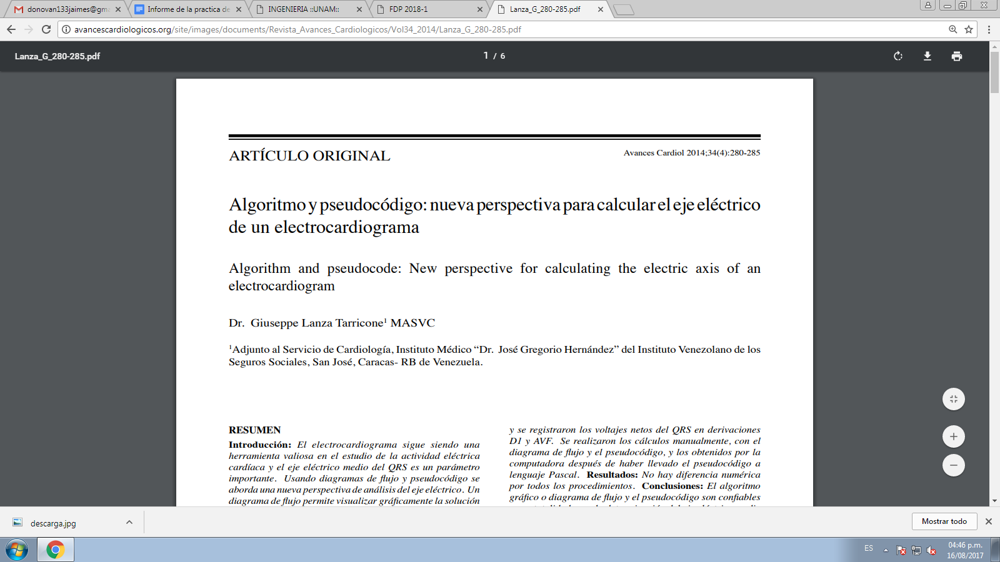 donovan133jaimes@gma
Informe de la practica de
INGENIERIA ::UNAM::
FDP 2018-1
Lanza_G_280-285.pdf
avancescardiologicos.org/site/images/documents/Revista_Avances_Cardiologicos/Vol34_2014/Lanza_G_280-285.pdf
Lanza_G_280-285.pdf
1 / 6
ARTÍCULO ORIGINAL
Avances Cardiol 2014;34(4):280-285
Algoritmo y pseudocódigo: nueva perspectiva para calcular el eje eléctrico
de un electrocardiograma
Algorithm and pseudocode: New perspective for calculating the electric axis of an
electrocardiogram
Dr. Giuseppe Lanza Tarricone¹ MASVC
¹Adjunto al Servicio de Cardiología, Instituto Médico “Dr. José Gregorio Hernández” del Instituto Venezolano de los
Seguros Sociales, San José, Caracas- RB de Venezuela.
RESUMEN
Introducción: El electrocardiograma sigue siendo una
herramienta valiosa en el estudio de la actividad eléctrica
cardíaca y el eje eléctrico medio del QRS es un parámetro
importante. Usando diagramas de flujo y pseudocódigo se
aborda una nueva perspectiva de análisis del eje eléctrico. Un
diagrama de flujo permite visualizar gráficamente la solución
y se registraron los voltajes netos del QRS en derivaciones
D1 y AVF. Se realizaron los cálculos manualmente, con el
diagrama de flujo y el pseudocódigo, y los obtenidos por la
computadora después de haber llevado el pseudocódigo a
lenguaje Pascal. Resultados: No hay diferencia numérica
por todos los procedimientos. Conclusiones: El algoritmo
gráfico o diagrama de flujo y el pseudocódigo son confiables
descarga.jpg
Mostrar todo
ES
04:46 p.m.
16/08/2017